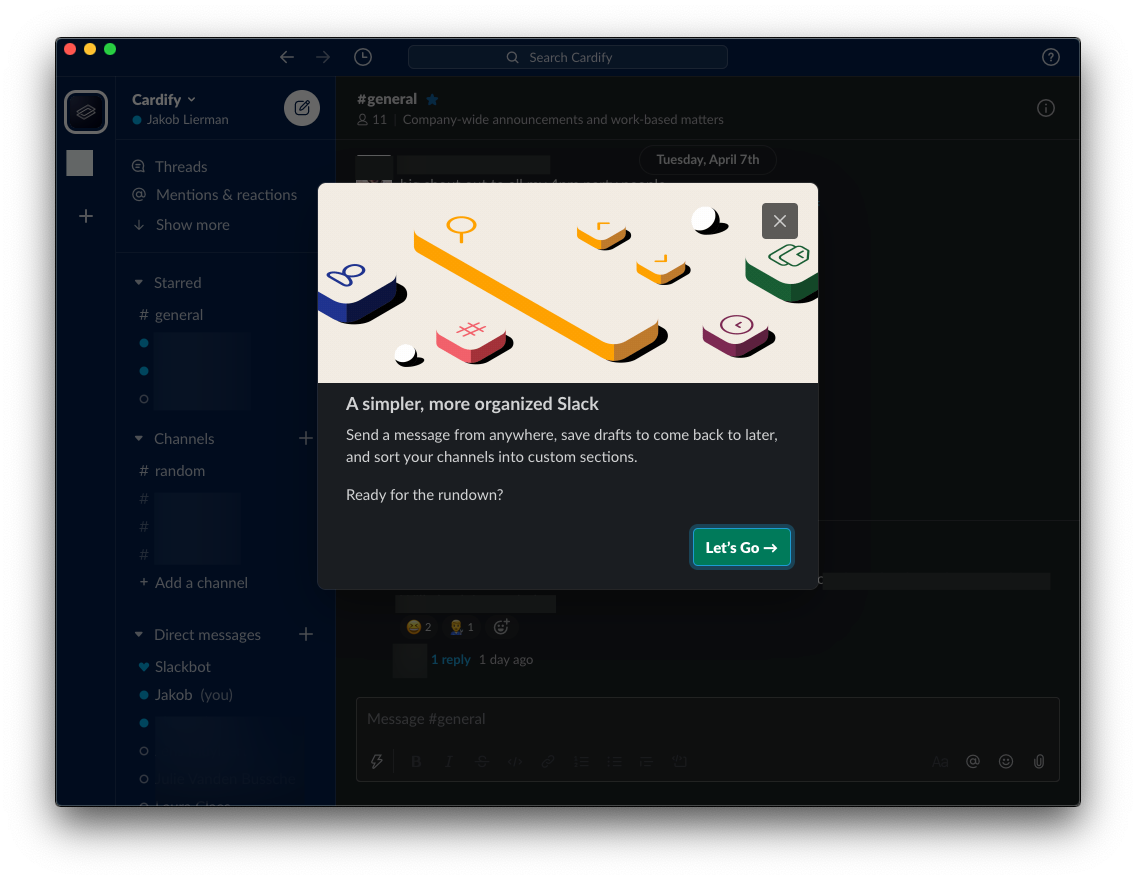 Search Cardify
Cardify
Jakob Lierman
#general
11 | Company-wide announcements and work-based matters
Threads
Mentions & reactions
Show more
Tuesday, April 7th
Starred
# general
Channels
# random
#
#
#
+ Add a channel
Direct messages
Slackbot
Jakob (you)
A simpler, more organized Slack
Send a message from anywhere, save drafts to come back to later,
and sort your channels into custom sections.
Ready for the rundown?
Let's Go →
2
1
1 reply 1 day ago
Message #general
B I S </>
Aa @